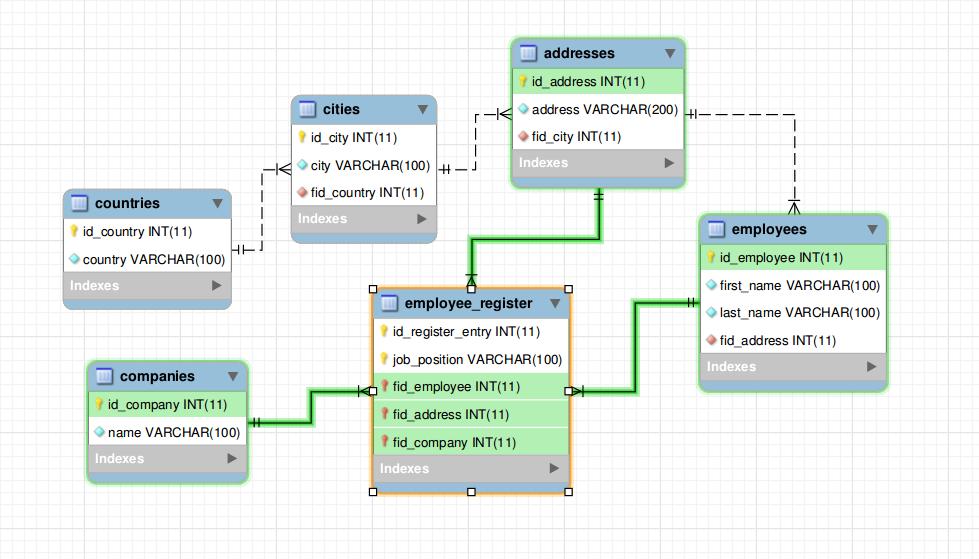 addresses
id_address INT(11)
address VARCHAR(200)
fid_city INT(11)
Indexes
cities
id_city INT(11)
city VARCHAR(100)
fid_country INT(11)
Indexes
countries
id_country INT(11)
country VARCHAR(100)
Indexes
employees
id_employee INT(11)
first_name VARCHAR(100)
last_name VARCHAR(100)
fid_address INT(11)
Indexes
employee_register
id_register_entry INT(11)
job_position VARCHAR(100)
fid_employee INT(11)
fid_address INT(11)
fid_company INT(11)
Indexes
companies
id_company INT(11)
name VARCHAR(100)
Indexes